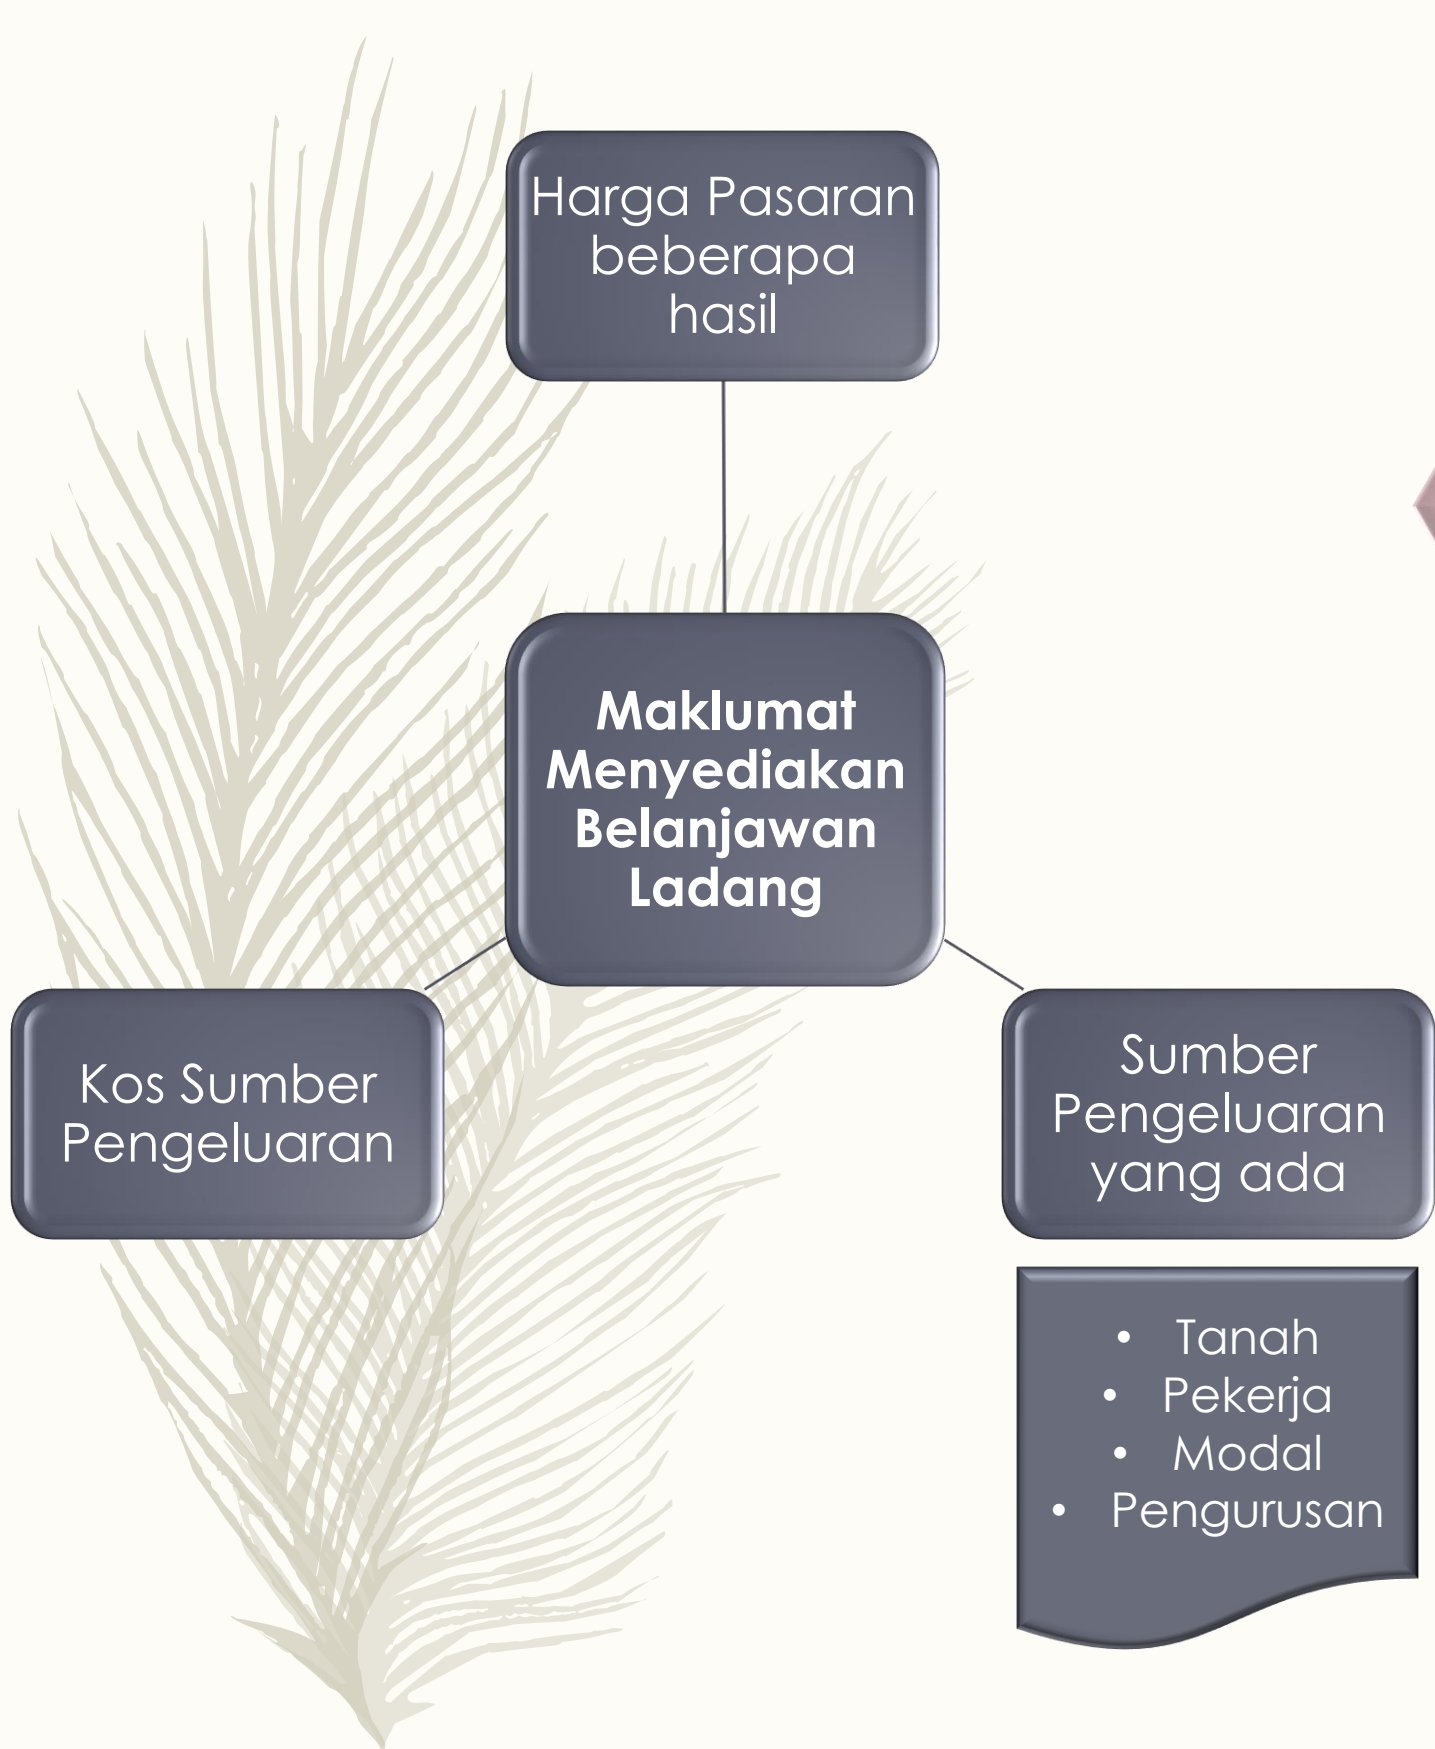 Harga Pasaran
beberapa
hasil
Maklumat
Menyediakan
Belanjawan
Ladang
Kos Sumber
Pengeluaran
Sumber
Pengeluaran
yang ada
• Tanah
• Pekerja
• Modal
• Pengurusan